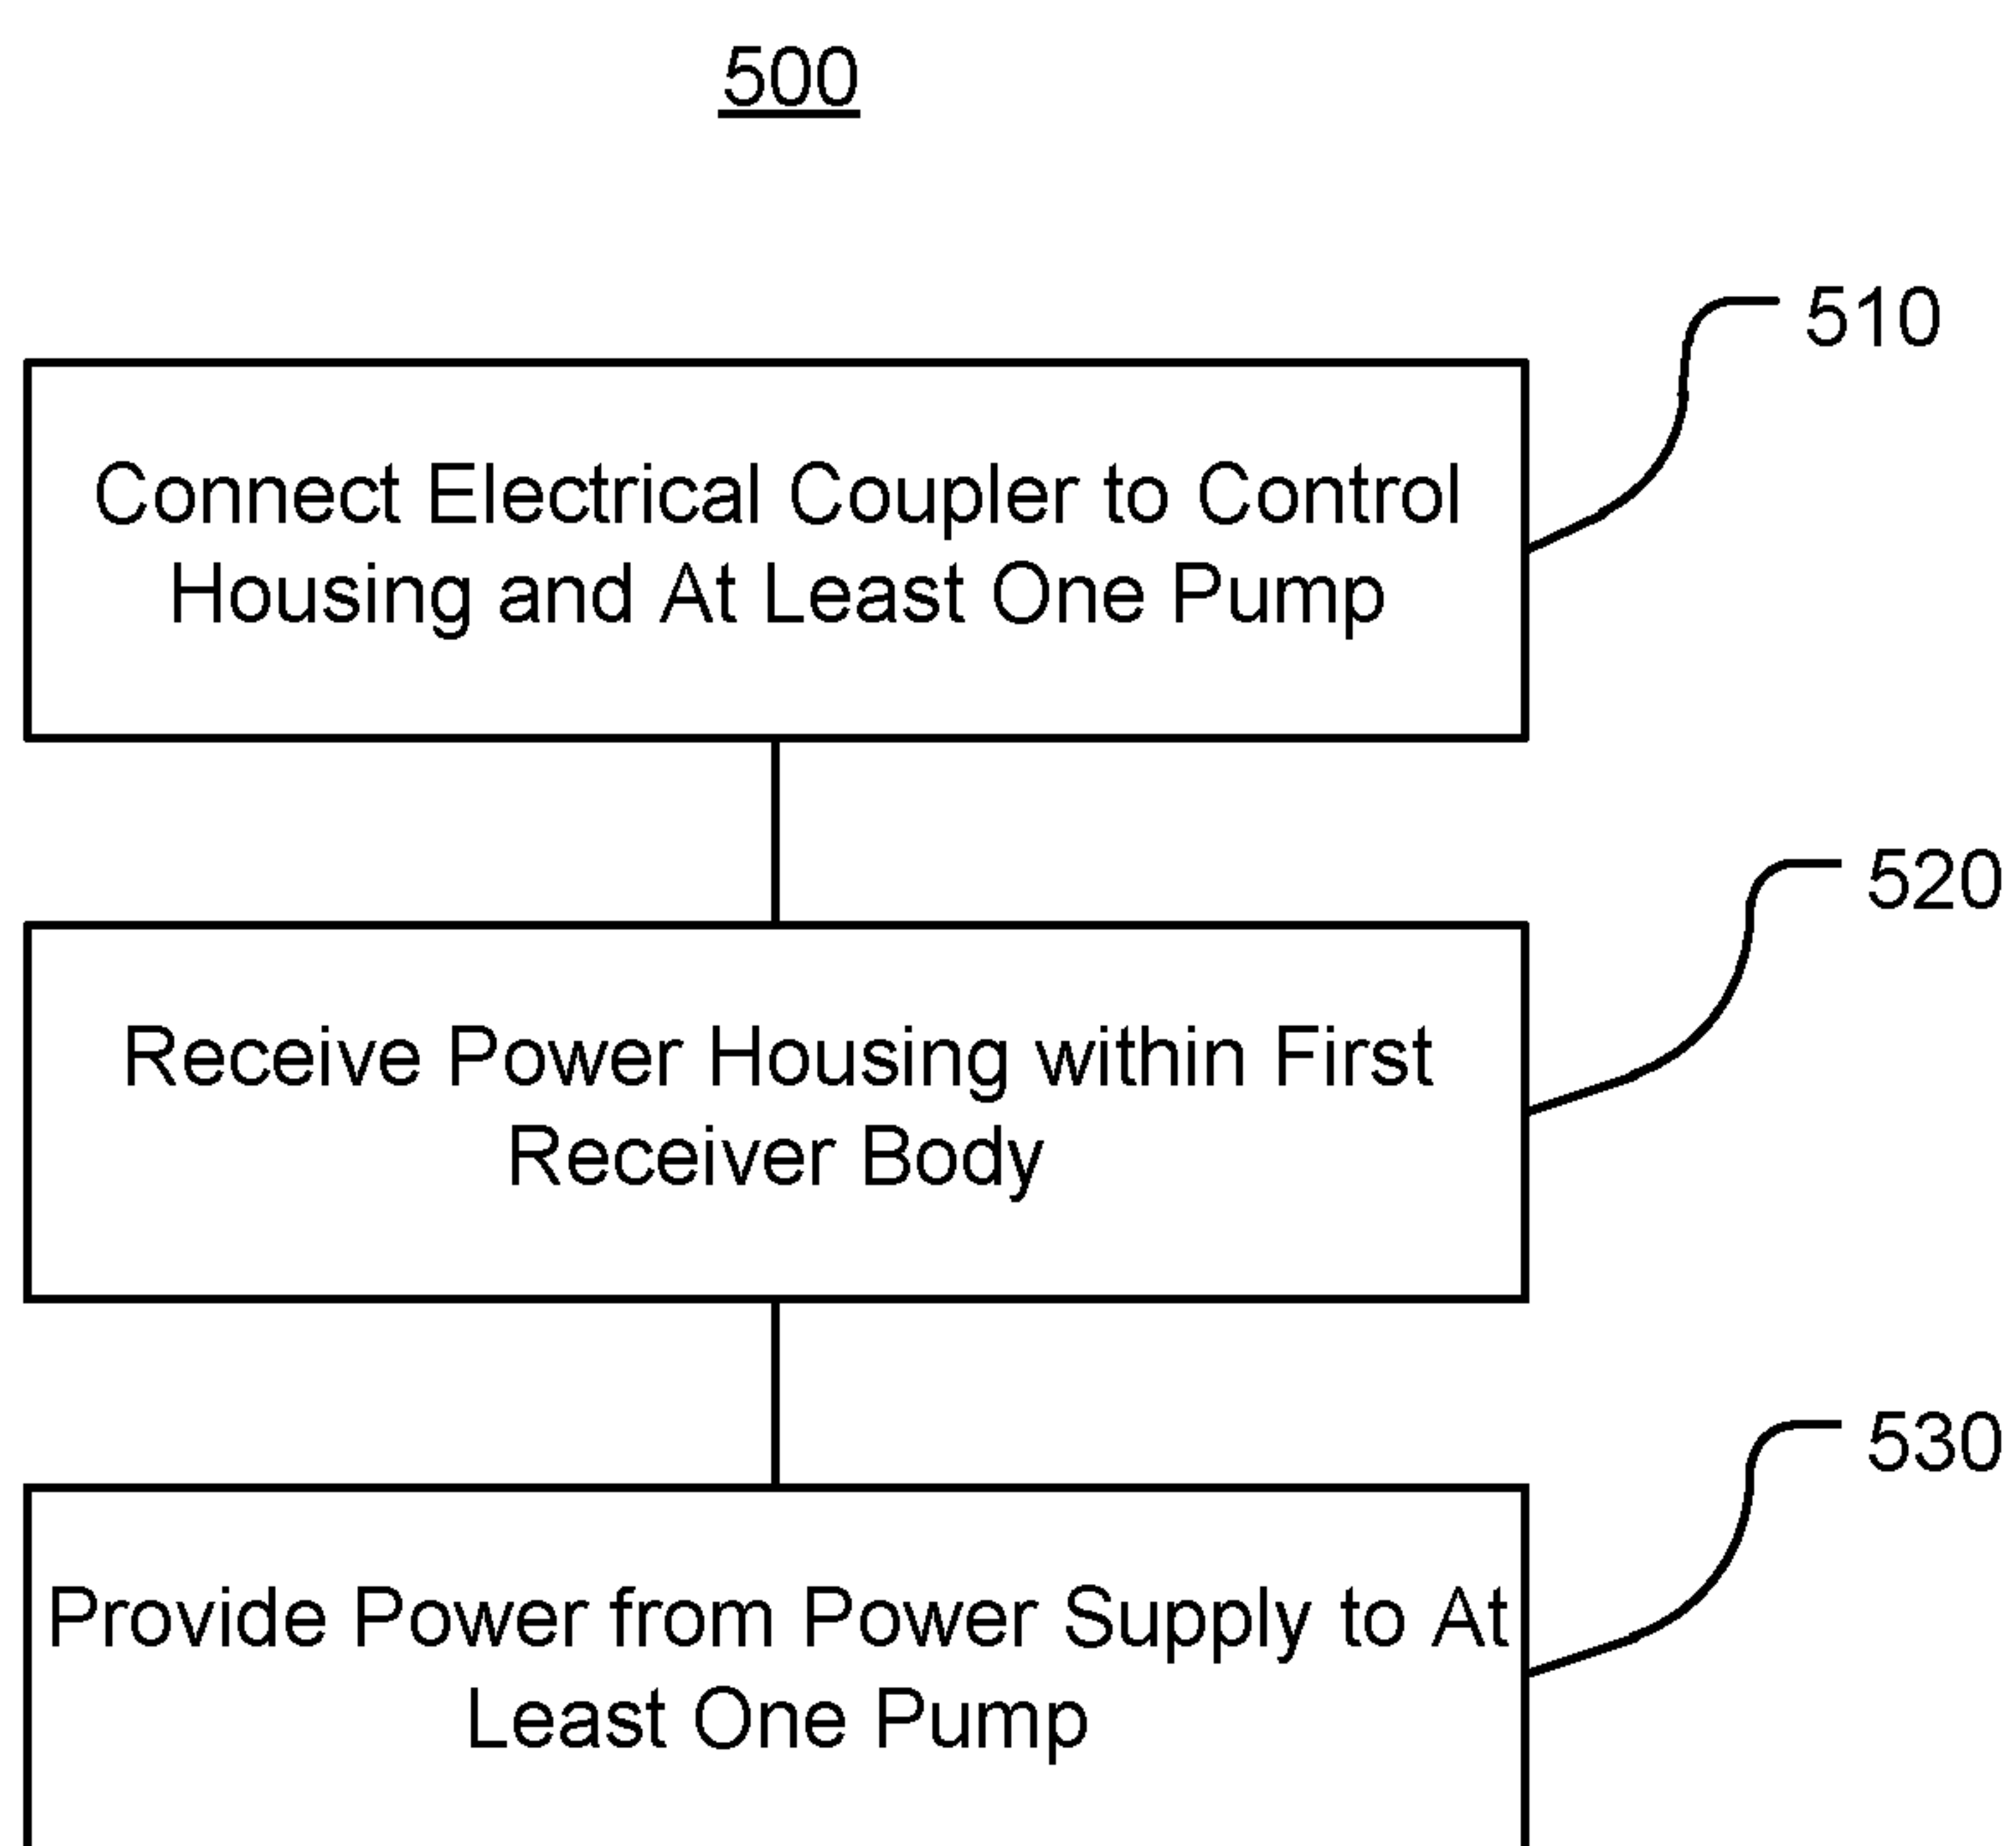 500
510
Connect Electrical Coupler to Control
Housing and At Least One Pump
520
Receive Power Housing within First
Receiver Body
530
Provide Power from Power Supply to At
Least One Pump